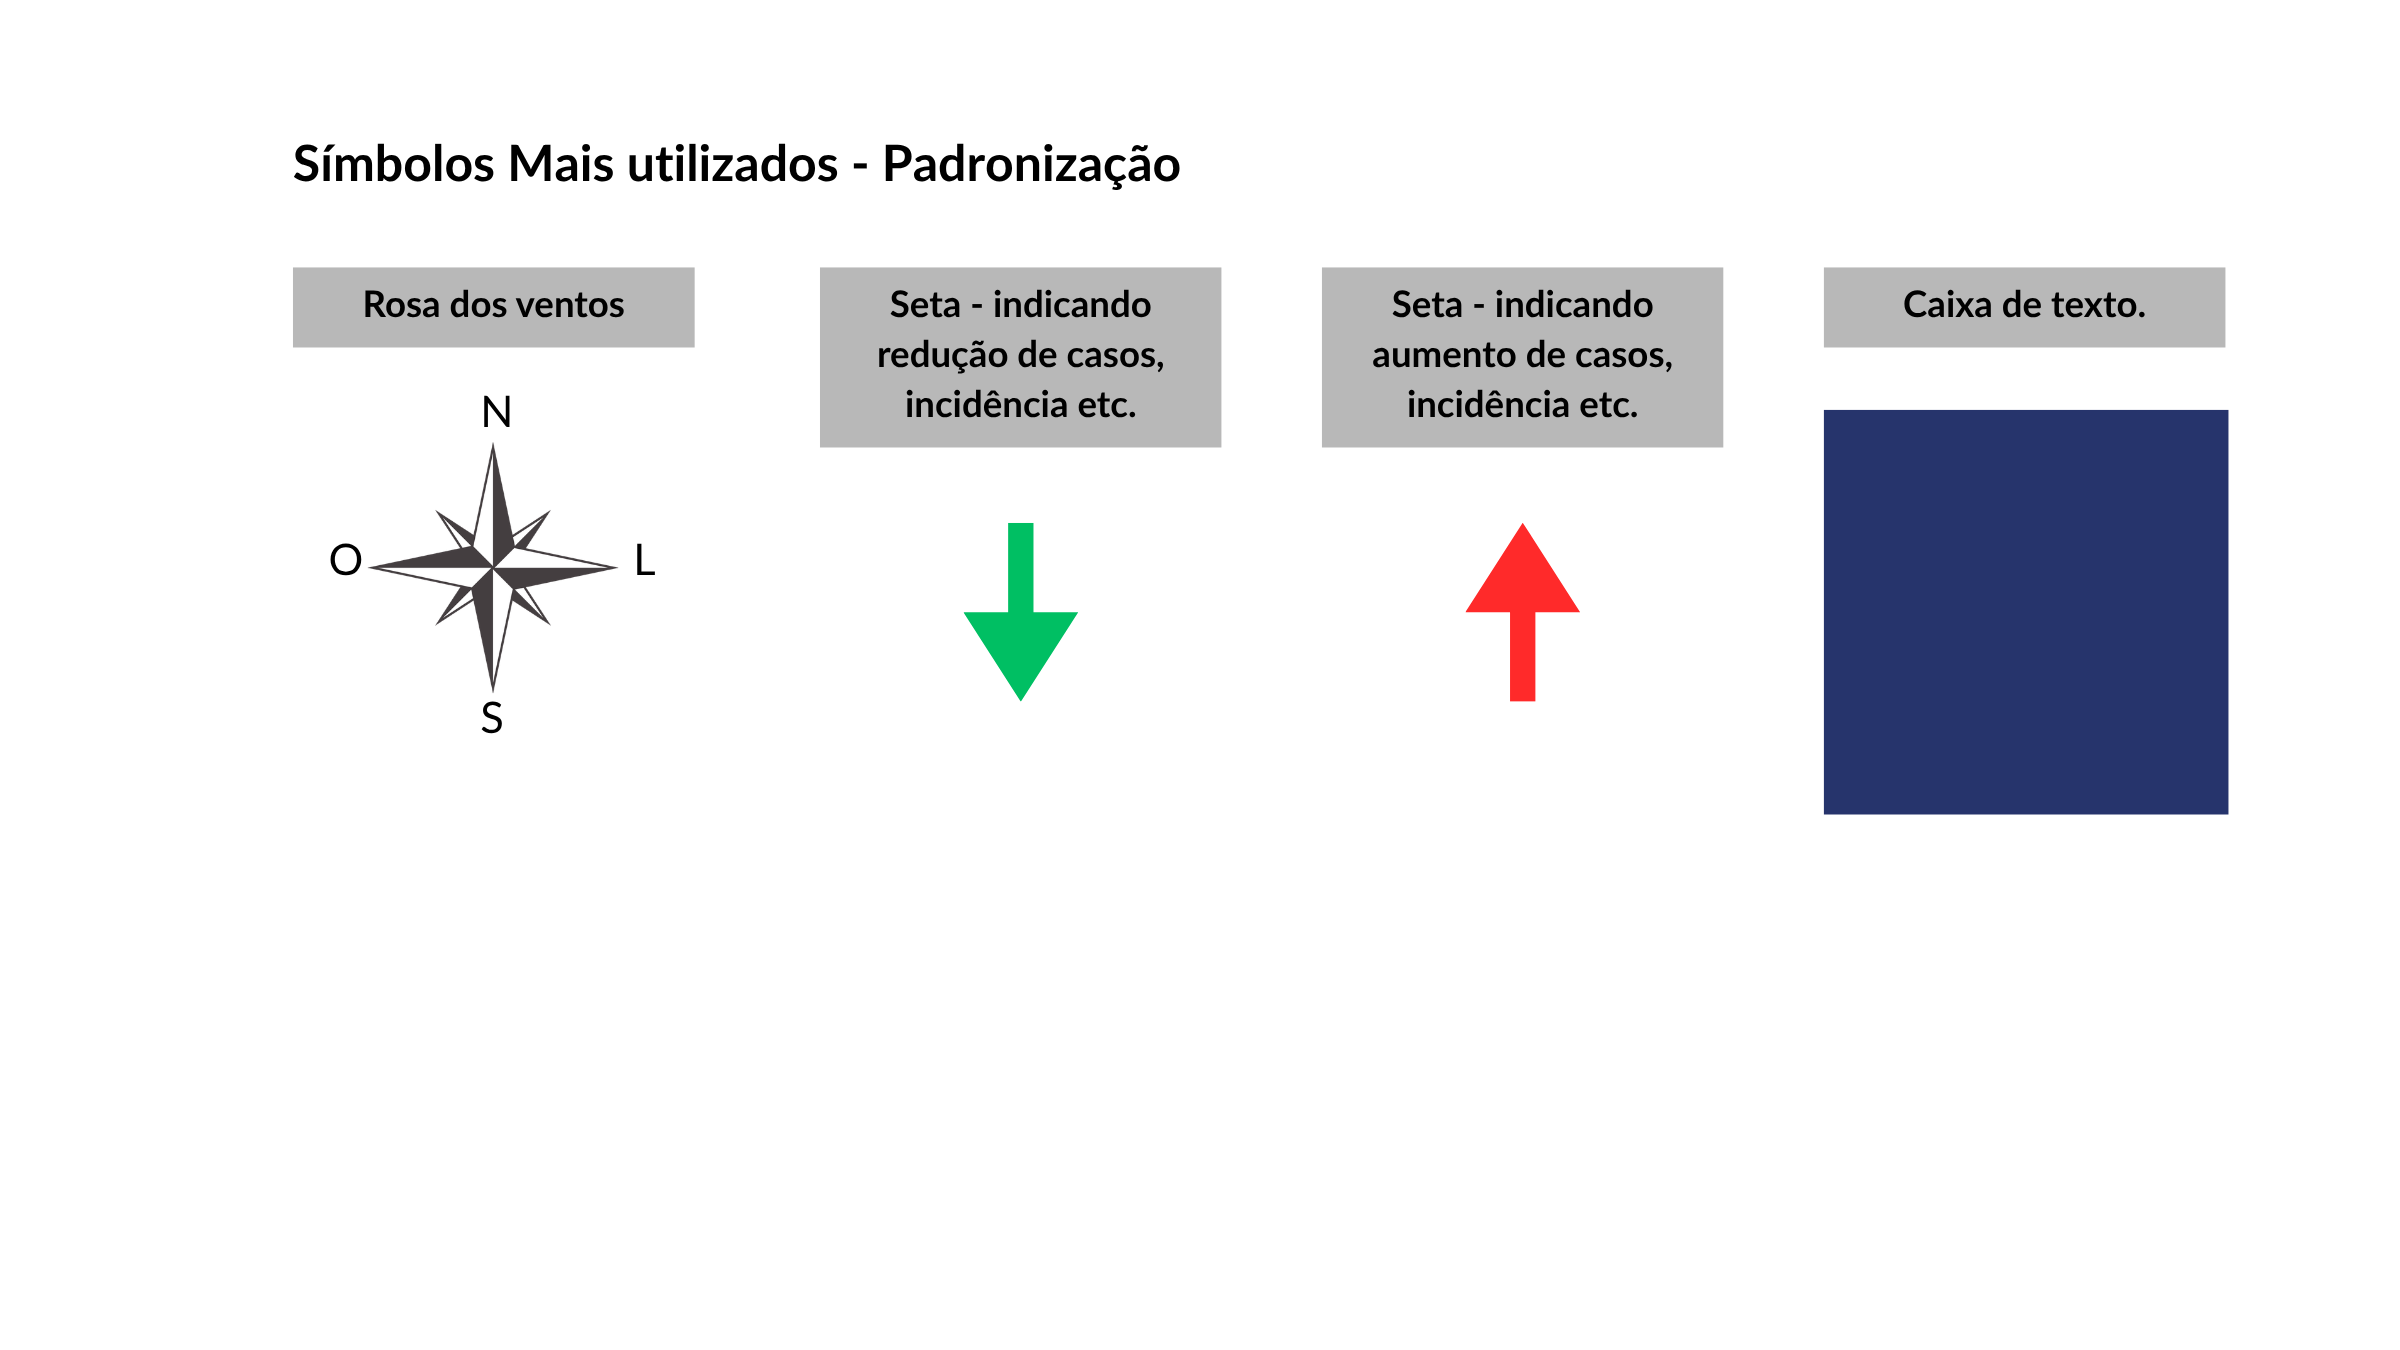 Símbolos Mais utilizados - Padronização
Rosa dos ventos
Seta - indicando
redução de casos,
incidência etc.
Seta - indicando
aumento de casos,
incidência etc.
Caixa de texto.
N
O
L
S